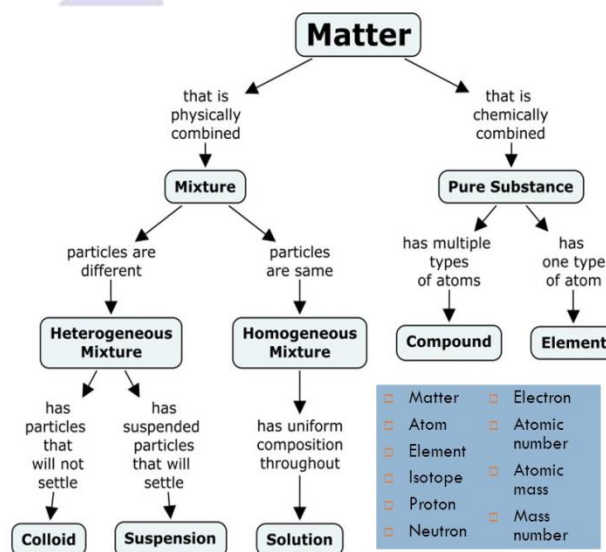 Matter
that is
physically
combined
that is
chemically
combined
Mixture
Pure Substance
particles are
different
particles
are same
has multiple
types
of atoms
has
one type
of atom
Heterogeneous
Mixture
Homogeneous
Mixture
Compound
Element
has
particles
that
will not
settle
has
suspended
particles
that will
settle
has uniform
composition
throughout
Colloid
Suspension
Solution
Matter
Atom
Element
Isotope
Proton
Neutron
Electron
Atomic
number
Atomic
mass
Mass
number